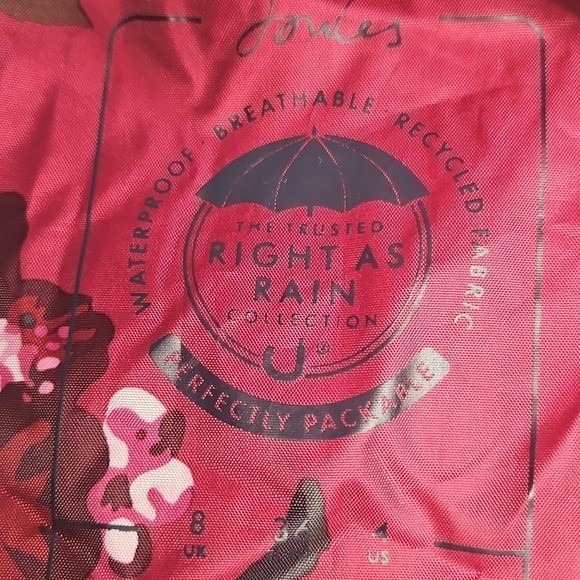 Joules
WATERPROOF · BREATHABLE · RECYCLED FABRIC
THE TRUSTED
RIGHT AS
RAIN
COLLECTION
®
PERFECTLY PACKABLE
8 4
UK US